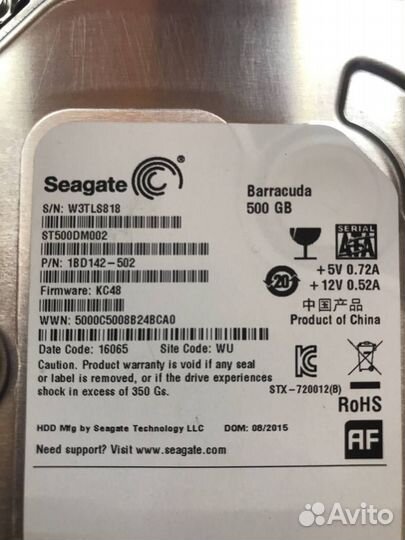 Seagate
Barracuda
500 GB
S/N: W3TLS818
ST500DM002
P/N: 1BD142-502
Firmware: KC48
WWN: 5000C5008B24BCA0
Date Code: 16065 Site Code: WU
Caution. Product warranty is void if any seal
or label is removed, or if the drive experiences
shock in excess of 350 Gs.
HDD Mfg by Seagate Technology LLC DOM: 08/2015
Need support? Visit www.seagate.com.
SERIAL
ATA
20
+5V 0.72A
+12V 0.52A
中国产品
Product of China
STX-720012(B)
RoHS
AF
Avito